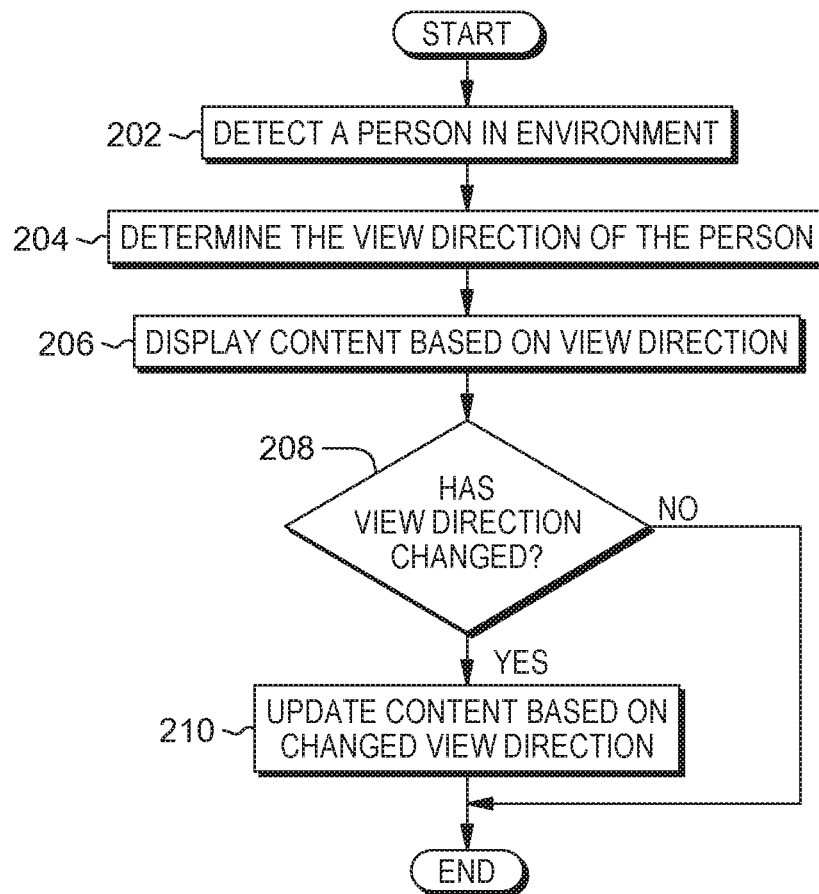 START
202
DETECT A PERSON IN ENVIRONMENT
204
DETERMINE THE VIEW DIRECTION OF THE PERSON
206
DISPLAY CONTENT BASED ON VIEW DIRECTION
208
HAS
VIEW DIRECTION
CHANGED?
NO
YES
210
UPDATE CONTENT BASED ON
CHANGED VIEW DIRECTION
END